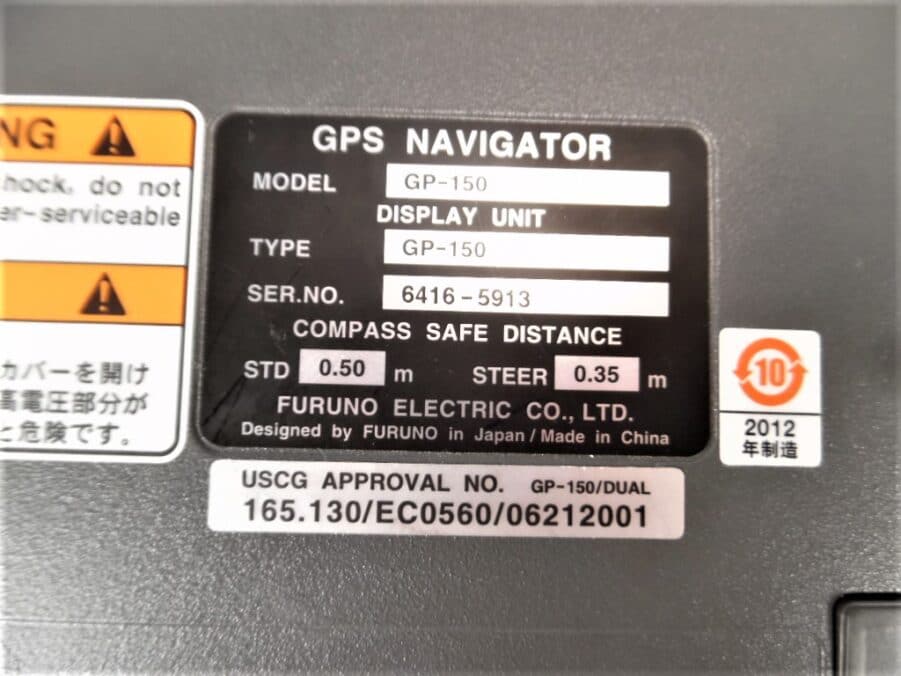 NG
hock, do not
er-serviceable
カバーを開け
高電圧部分が
と危険です。
GPS NAVIGATOR
MODEL GP-150
DISPLAY UNIT
TYPE GP-150
SER.NO. 6416-5913
COMPASS SAFE DISTANCE
STD 0.50 m STEER 0.35 m
FURUNO ELECTRIC CO., LTD.
Designed by FURUNO in Japan / Made in China
10
2012
年制造
USCG APPROVAL NO. GP-150/DUAL
165.130/EC0560/06212001